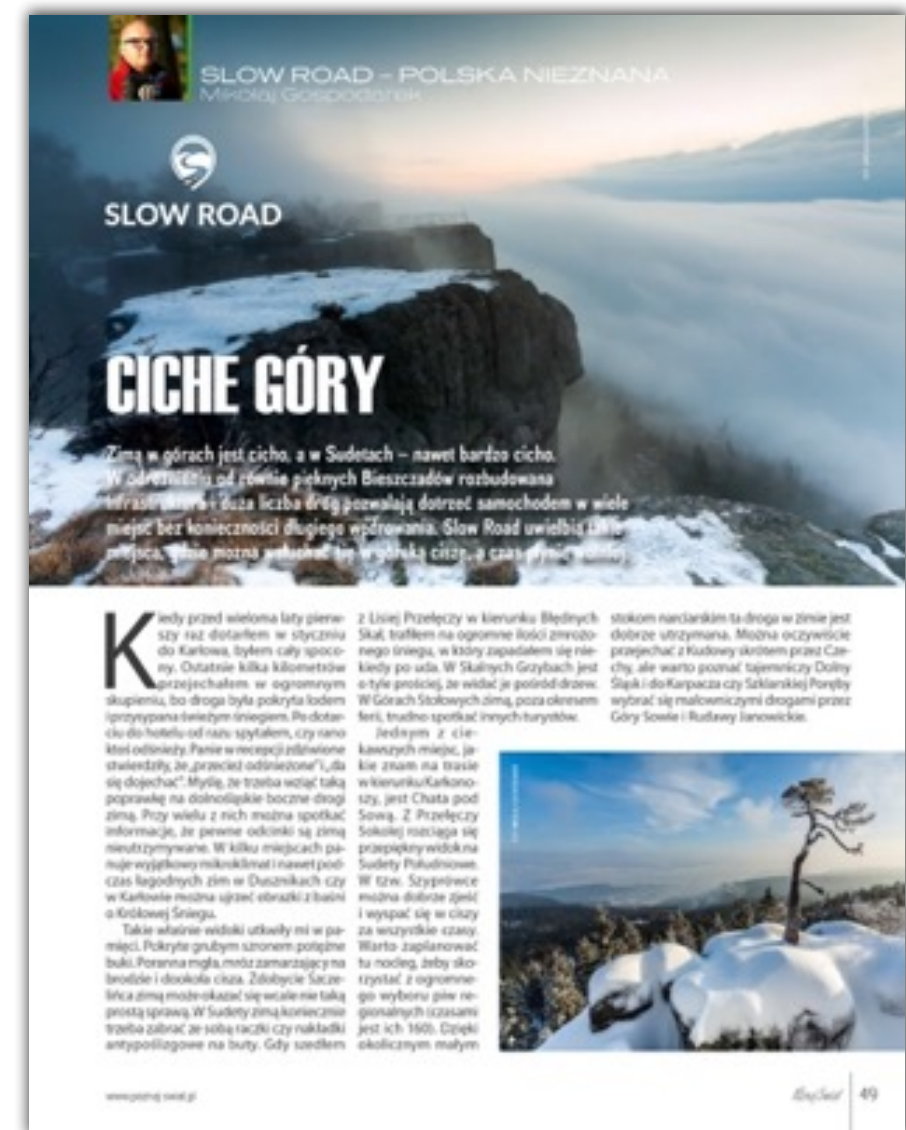 SLOW ROAD – POLSKA NIEZNANA
Mikołaj Gospodarek
SLOW ROAD
CICHE GÓRY
Zimą w górach jest cicho, a w Sudetach – nawet bardzo cicho.
W odróżnieniu od równie pięknych Bieszczadów rozbudowana
infrastruktura i duża liczba dróg pozwalają dotrzeć samochodem w wiele
miejsc bez konieczności długiego wędrowania. Slow Road uwielbia takie
miejsca, gdzie można wsłuchać się w górską ciszę, a czas płynie wolniej.
Kiedy przed wieloma laty pierw-
szy raz dotarłem w styczniu
do Karłowa, byłem cały spoco-
ny. Ostatnie kilka kilometrów
przejechałem w ogromnym
skupieniu, bo droga była pokryta lodem
i przysypana świeżym śniegiem. Po dotar-
ciu do hotelu od razu spytałem, czy rano
ktoś odśnieży. Panie w recepcji zdziwione
stwierdziły, że „przecież odśnieżone" i „da
się dojechać". Myślę, że trzeba wziąć taką
poprawkę na dolnośląskie boczne drogi
zimą. Przy wielu z nich można spotkać
informacje, że pewne odcinki są zimą
nieutrzymywane. W kilku miejscach pa-
nuje wyjątkowy mikroklimat i nawet pod-
czas łagodnych zim w Dusznikach czy
w Karłowie można ujrzeć obrazki z baśni
o Królowej Śniegu.
Takie właśnie widoki utkwiły mi w pa-
mięci. Pokryte grubym szronem potężne
buki. Poranna mgła, mróz zamarzający na
brodzie i dookoła cisza. Zdobycie Szcze-
lińca zimą może okazać się wcale nie taką
prostą sprawą. W Sudety zimą koniecznie
trzeba zabrać ze sobą raczki czy nakładki
antypoślizgowe na buty. Gdy szedłem
z Lisiej Przełęczy w kierunku Błędnych
Skał, trafiłem na ogromne ilości zmrożo-
nego śniegu, w który zapadałem się nie-
kiedy po uda. W Skalnych Grzybach jest
o tyle prościej, że widać je pośród drzew.
W Górach Stołowych zimą, poza okresem
ferii, trudno spotkać innych turystów.
Jednym z cie-
kawszych miejsc, ja-
kie znam na trasie
w kierunku Karkono-
szy, jest Chata pod
Sową. Z Przełęczy
Sokolej rozciąga się
przepiękny widok na
Sudety Południowe.
W tzw. Szyprówce
można dobrze zjeść
i wyspać się w ciszy
za wszystkie czasy.
Warto zaplanować
tu nocleg, żeby sko-
rzystać z ogromne-
go wyboru piw re-
gionalnych (czasami
jest ich 160). Dzięki
okolicznym małym
stokom narciarskim ta droga w zimie jest
dobrze utrzymana. Można oczywiście
przejechać z Kudowy skrótem przez Cze-
chy, ale warto poznać tajemniczy Dolny
Śląsk i do Karpacza czy Szklarskiej Poręby
wybrać się malowniczymi drogami przez
Góry Sowie i Rudawy Janowickie.
www.poznaj-swiat.pl
49